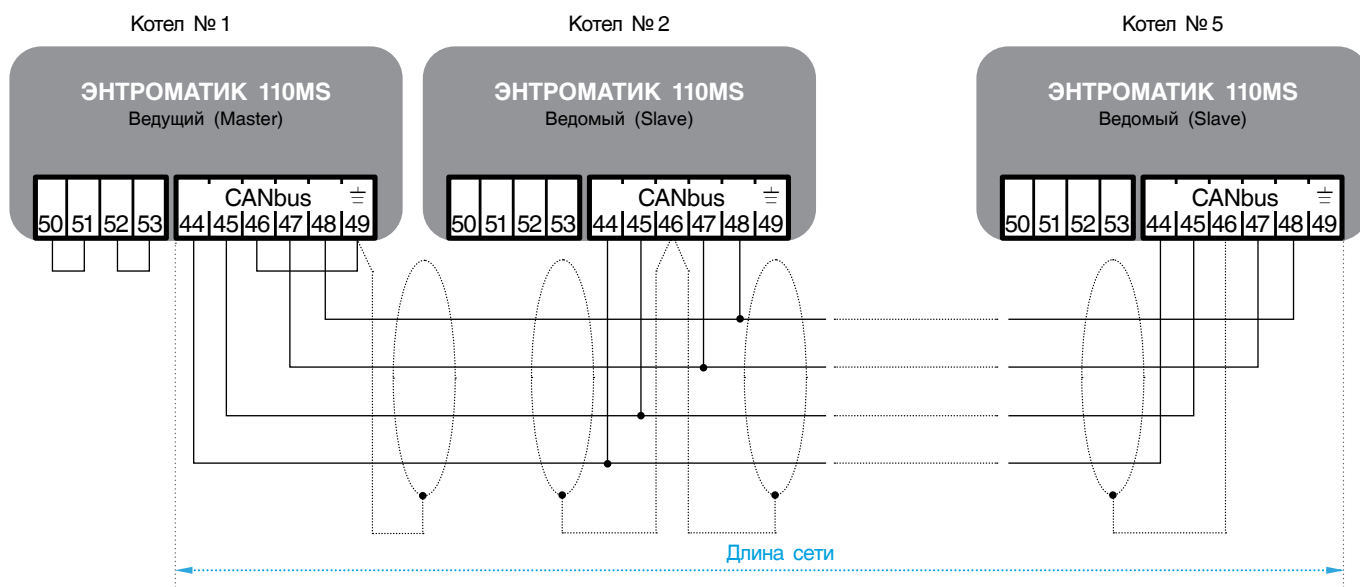 Котел № 1
Котел № 2
Котел № 5
ЭНТРОМАТИК 110MS
Ведущий (Master)
ЭНТРОМАТИК 110MS
Ведомый (Slave)
ЭНТРОМАТИК 110MS
Ведомый (Slave)
CANbus
50 51 52 53 44 45 46 47 48 49
CANbus
50 51 52 53 44 45 46 47 48 49
CANbus
50 51 52 53 44 45 46 47 48 49
Длина сети